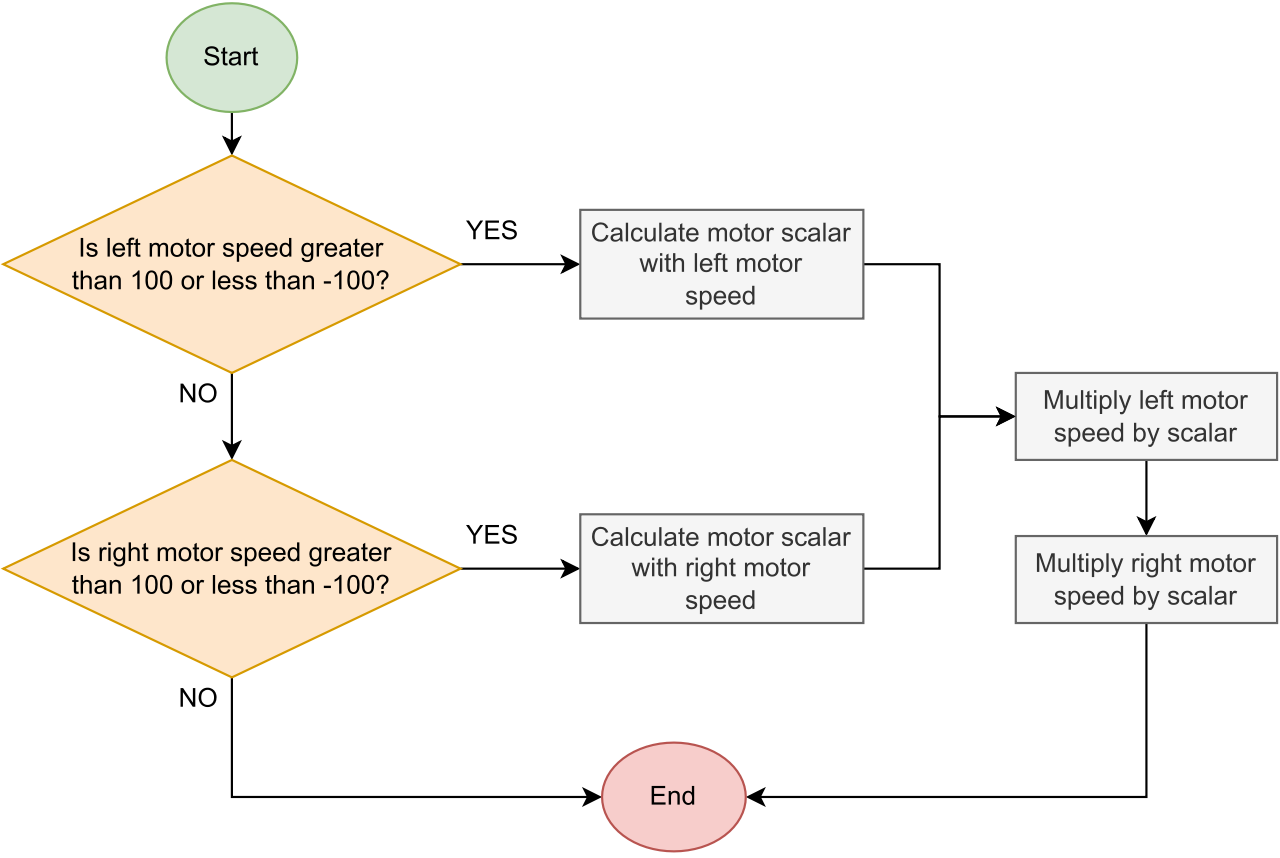 Start
Is left motor speed greater
than 100 or less than -100?
YES
Calculate motor scalar
with left motor
speed
NO
Multiply left motor
speed by scalar
Is right motor speed greater
than 100 or less than -100?
YES
Calculate motor scalar
with right motor
speed
Multiply right motor
speed by scalar
NO
End